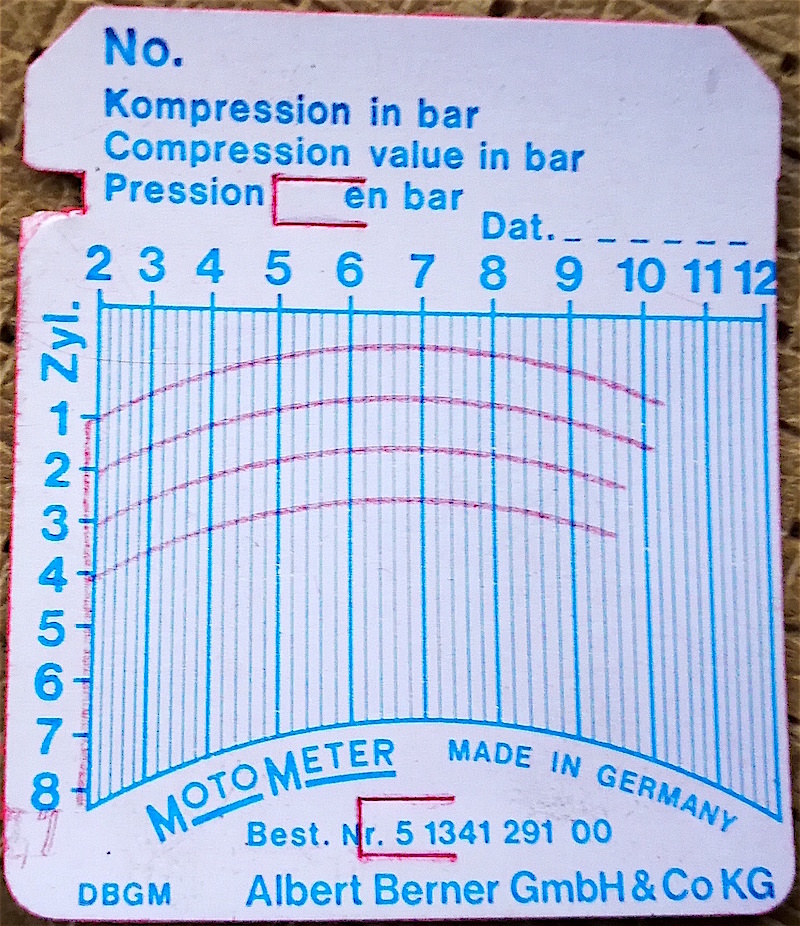 No.
Kompression in bar
Compression value in bar
Pression en bar
Dat.
2 3 4 5 6 7 8 9 10 11 12
Zyl.
1
2
3
4
5
6
7
8
MOTOMETER
MADE IN GERMANY
Best. Nr. 5 1341 291 00
DBGM Albert Berner GmbH & Co KG